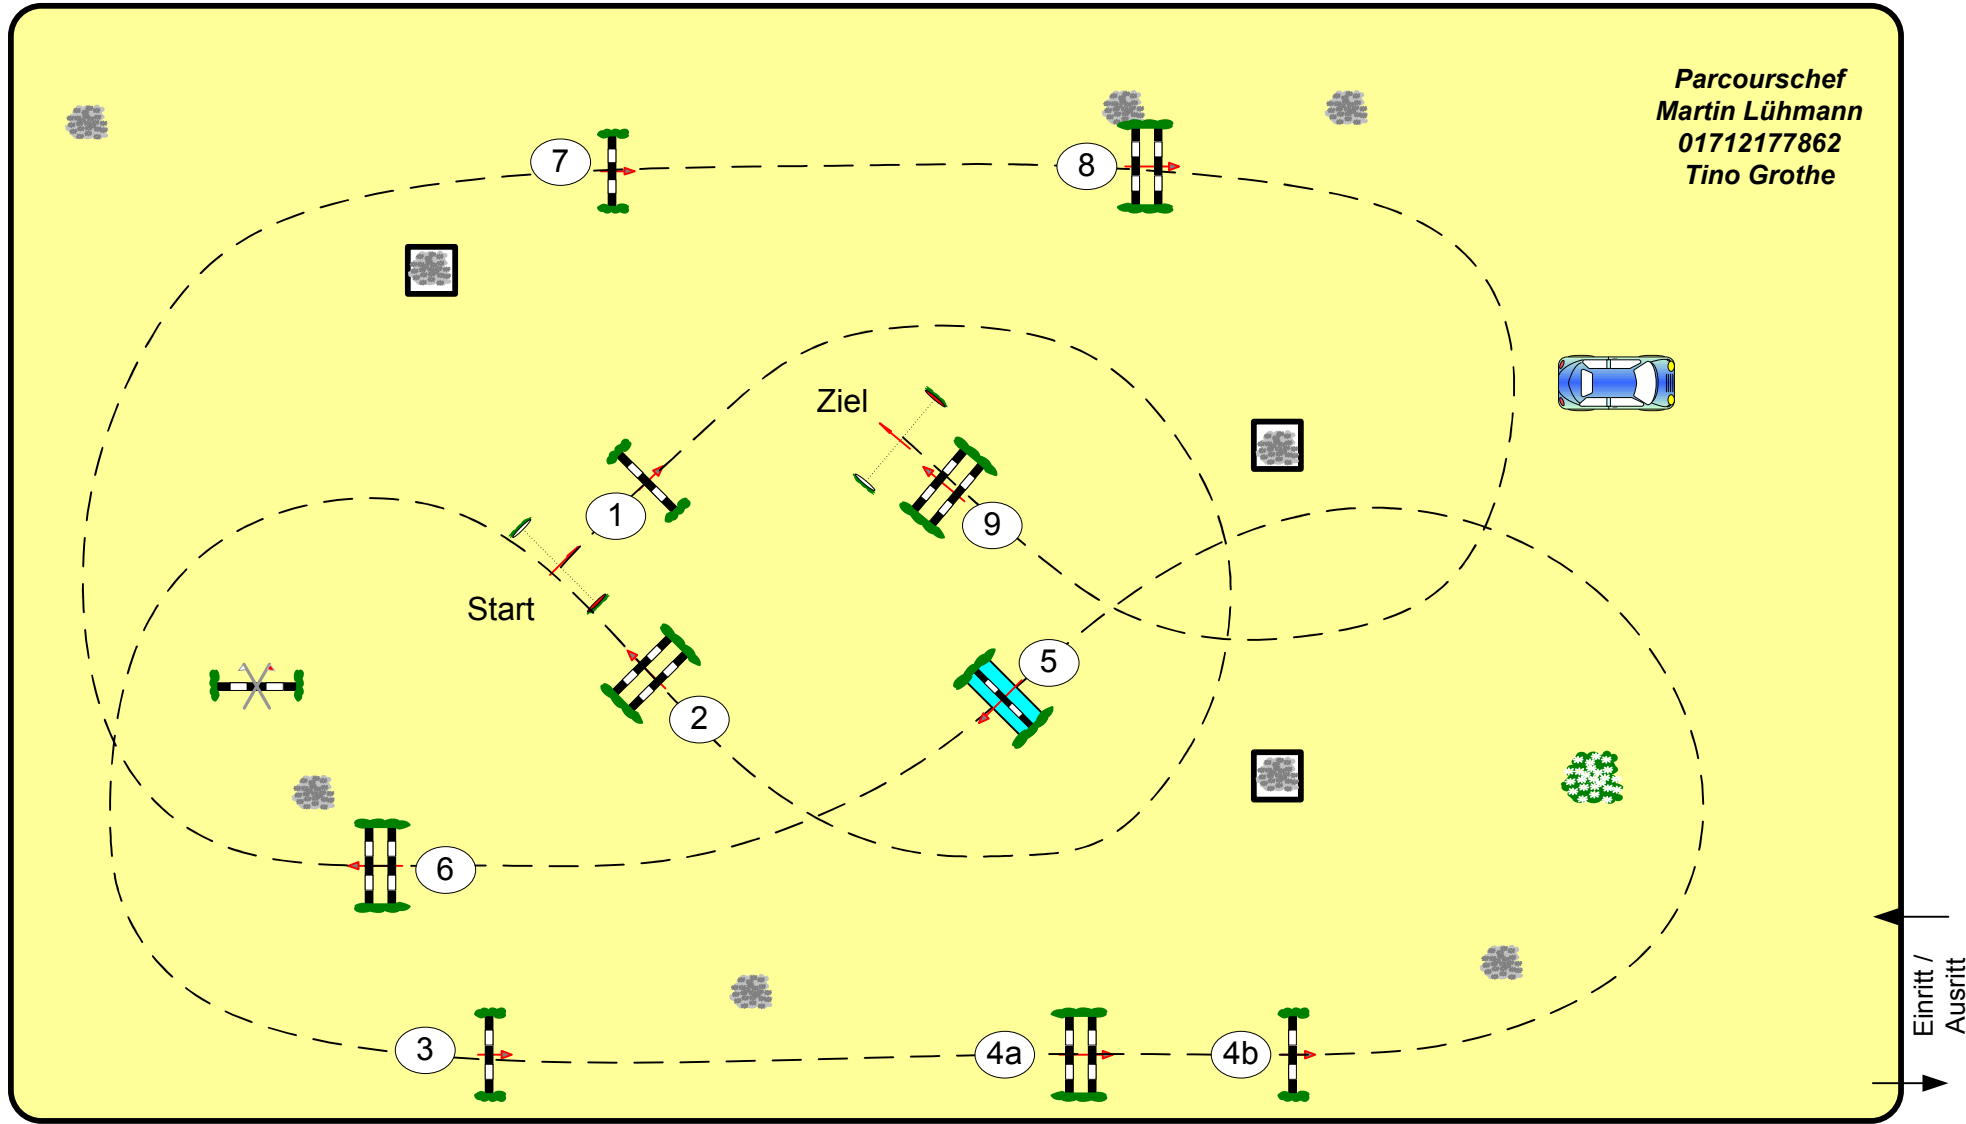 Parcourschef
Martin Lühmann
01712177862
Tino Grothe
7
8
Ziel
1
9
Start
5
2
6
3
4a
4b
Einritt /
Ausritt